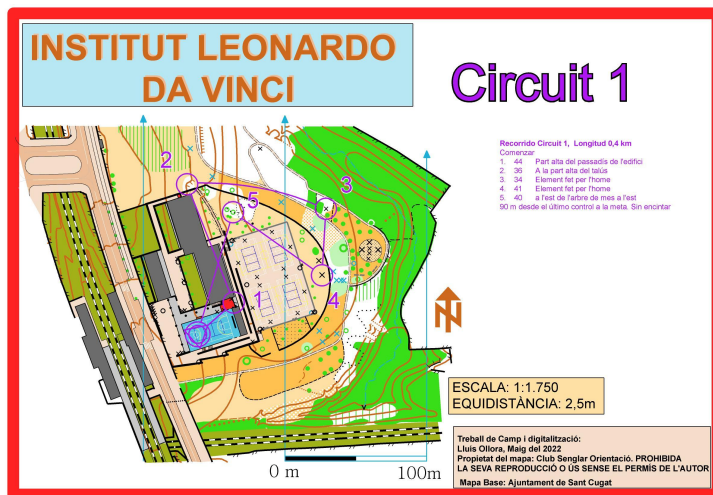 INSTITUT LEONARDO
DA VINCI
Circuit 1
Recorrido Circuit 1, Longitud 0,4 km
Comenzar
1. 44 Part alta del passadís de l'edifici
2. 36 A la part alta del talús
3. 34 Element fet per l'home
4. 41 Element fet per l'home
5. 40 a l'est de l'arbre de mes a l'est
90 m desde el último control a la meta. Sin encintar
2
3
5
1
4
N
ESCALA: 1:1.750
EQUIDISTÀNCIA: 2,5m
Treball de Camp i digitalització:
Lluis Ollora, Maig del 2022
Propietat del mapa: Club Senglar Orientació. PROHIBIDA
LA SEVA REPRODUCCIÓ O ÚS SENSE EL PERMÍS DE L'AUTOR
Mapa Base: Ajuntament de Sant Cugat
0 m
100m